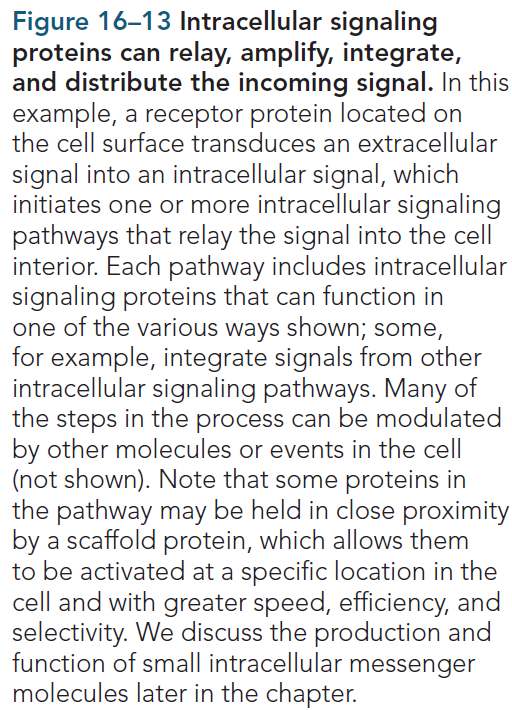 Figure 16–13 Intracellular signaling
proteins can relay, amplify, integrate,
and distribute the incoming signal. In this
example, a receptor protein located on
the cell surface transduces an extracellular
signal into an intracellular signal, which
initiates one or more intracellular signaling
pathways that relay the signal into the cell
interior. Each pathway includes intracellular
signaling proteins that can function in
one of the various ways shown; some,
for example, integrate signals from other
intracellular signaling pathways. Many of
the steps in the process can be modulated
by other molecules or events in the cell
(not shown). Note that some proteins in
the pathway may be held in close proximity
by a scaffold protein, which allows them
to be activated at a specific location in the
cell and with greater speed, efficiency, and
selectivity. We discuss the production and
function of small intracellular messenger
molecules later in the chapter.